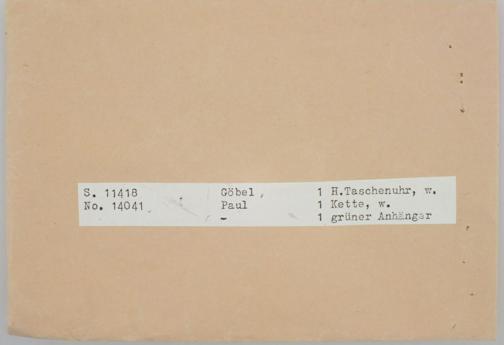 S. 11418 Göbel, 1 H.Taschenuhr, w.
No. 14041 Paul 1 Kette, w.
- 1 grüner Anhänger